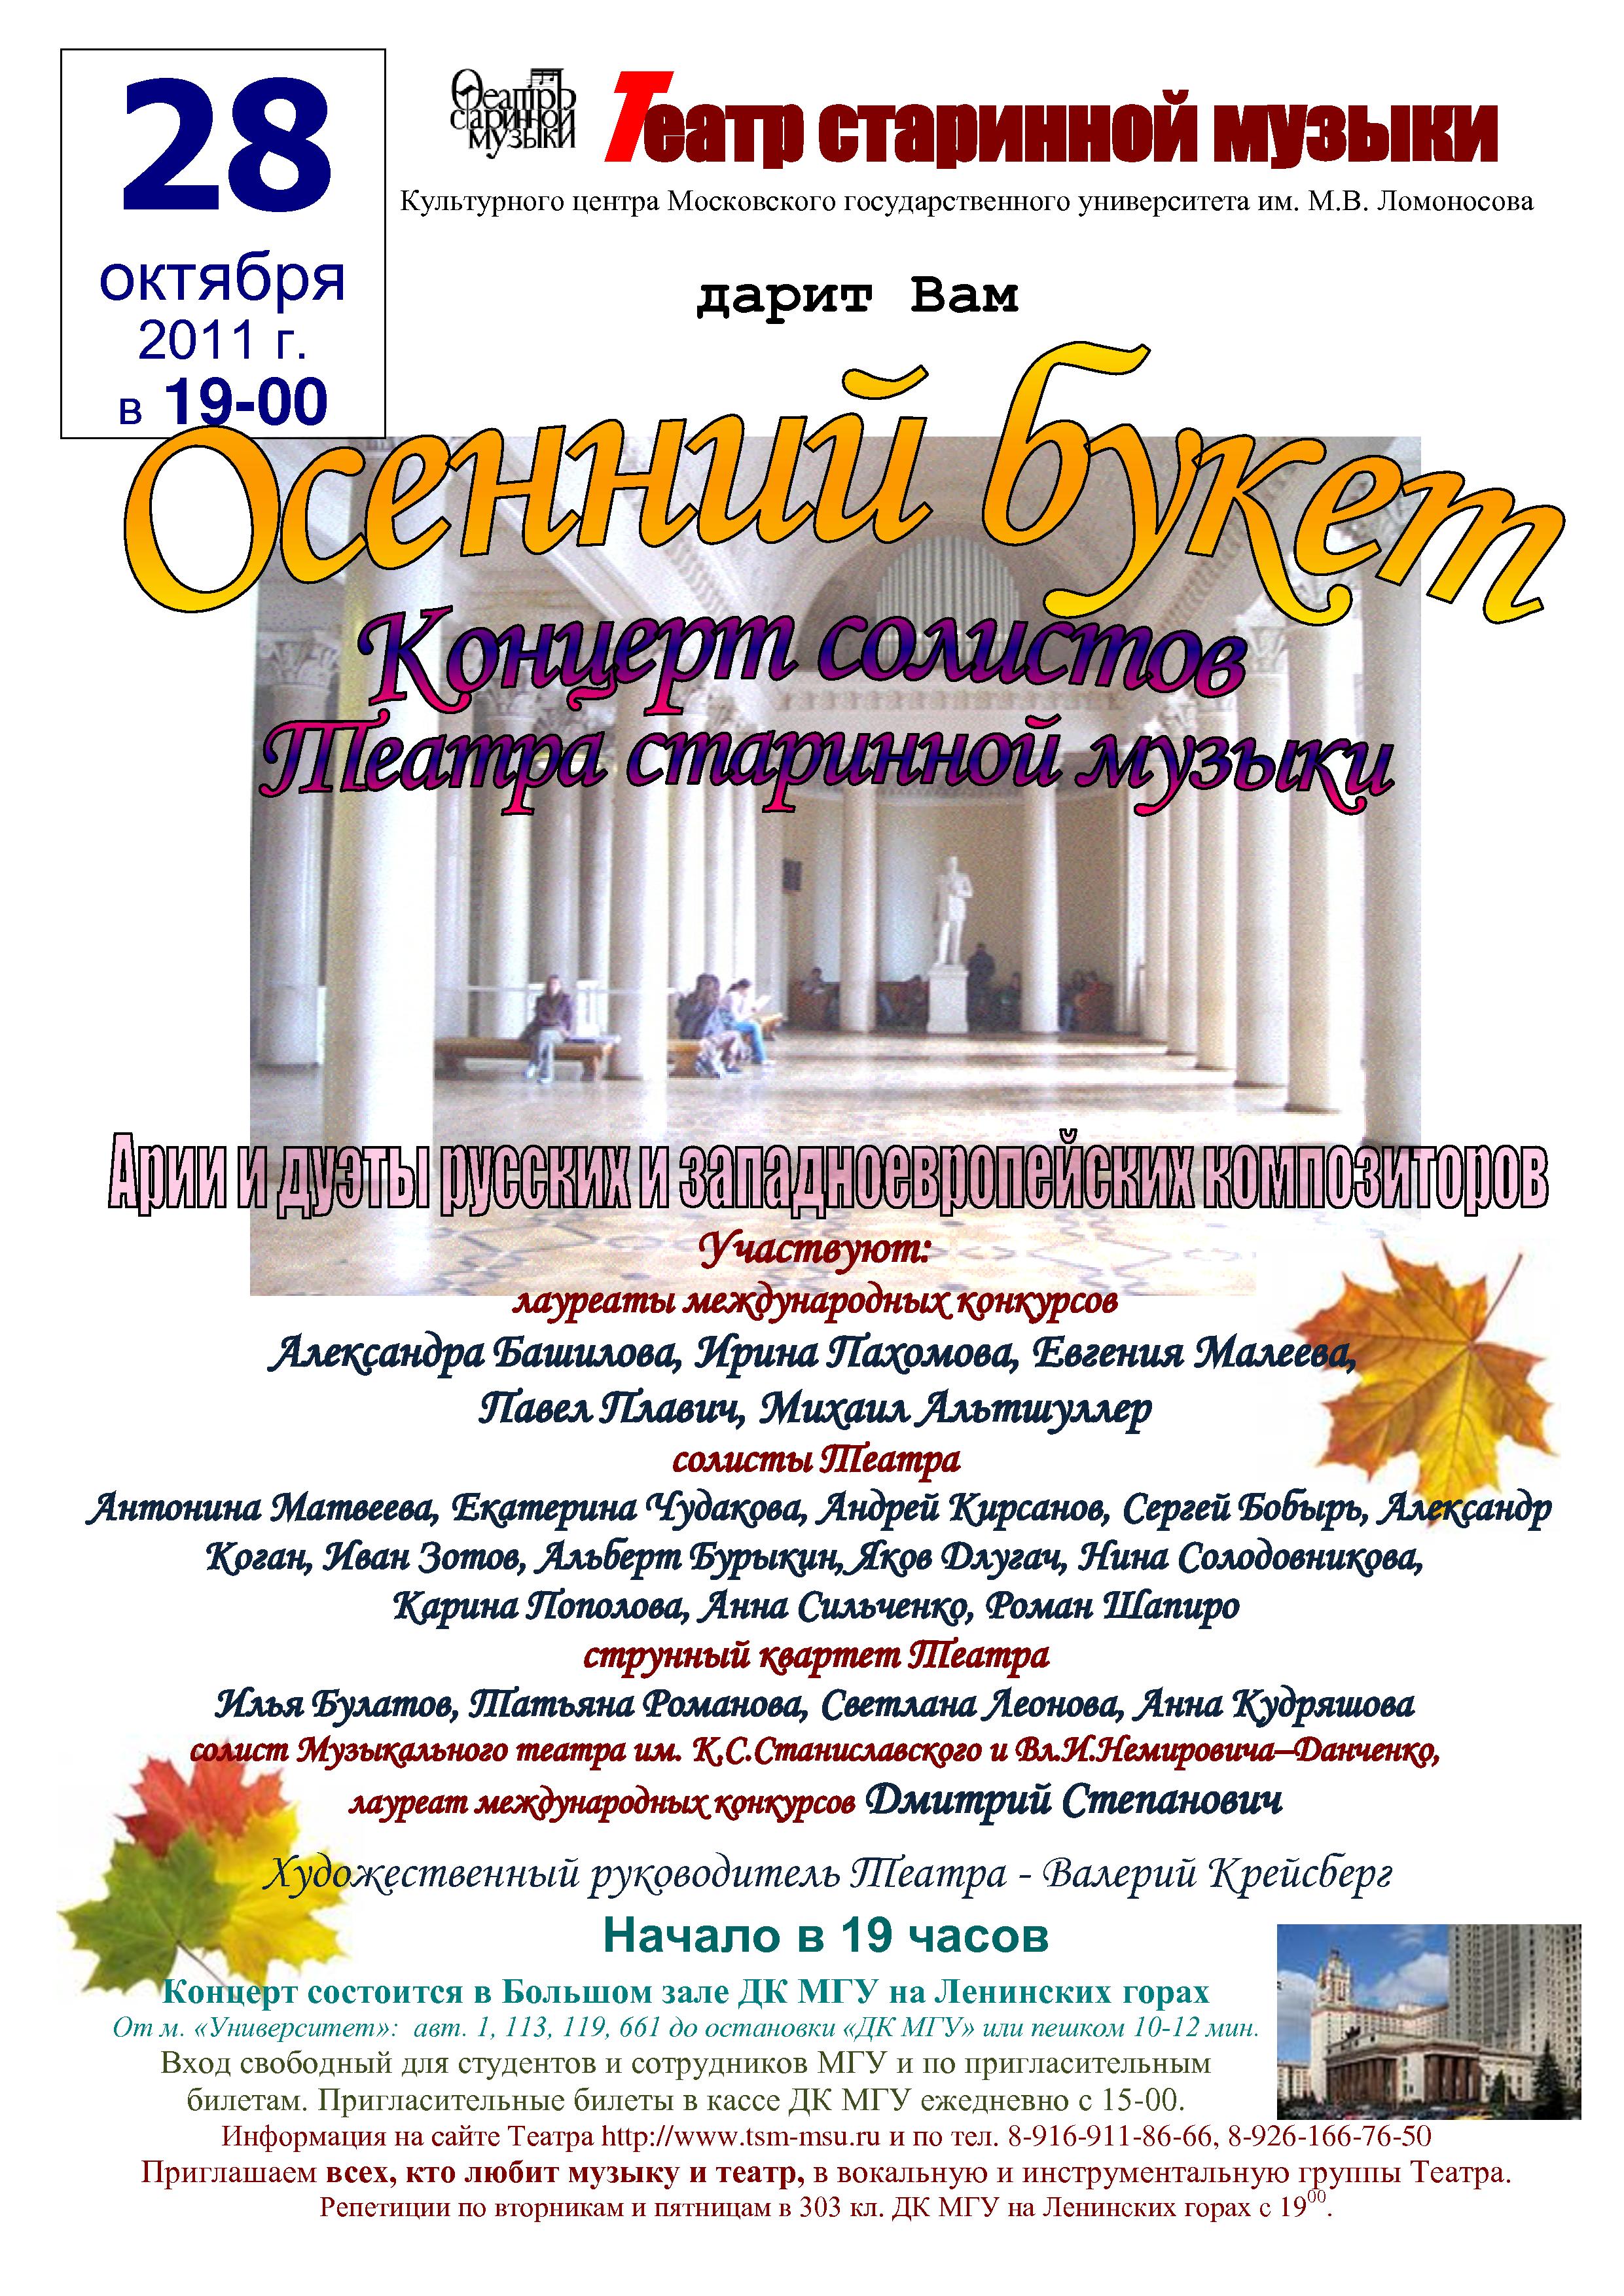 28
октября
2011 г.
в 19-00
Театръ
старинной
музыки
Театр старинной музыки
Культурного центра Московского государственного университета им. М.В. Ломоносова
дарит Вам
Осенний букет
Концерт солистов
Театра старинной музыки
Арии и дуэты русских и западноевропейских композиторов
Участвуют:
лауреаты международных конкурсов
Александра Башилова, Ирина Пахомова, Евгения Малеева,
Павел Плавич, Михаил Альтшуллер
солисты Театра
Антонина Матвеева, Екатерина Чудакова, Андрей Кирсанов, Сергей Бобырь, Александр
Коган, Иван Зотов, Альберт Бурыкин, Яков Длугач, Нина Солодовникова,
Карина Пополова, Анна Сильченко, Роман Шапиро
струнный квартет Театра
Илья Булатов, Татьяна Романова, Светлана Леонова, Анна Кудряшова
солист Музыкального театра им. К.С.Станиславского и Вл.И.Немировича–Данченко,
лауреат международных конкурсов Дмитрий Степанович
Художественный руководитель Театра - Валерий Крейсберг
Начало в 19 часов
Концерт состоится в Большом зале ДК МГУ на Ленинских горах
От м. «Университет»: авт. 1, 113, 119, 661 до остановки «ДК МГУ» или пешком 10-12 мин.
Вход свободный для студентов и сотрудников МГУ и по пригласительным
билетам. Пригласительные билеты в кассе ДК МГУ ежедневно с 15-00.
Информация на сайте Театра http://www.tsm-msu.ru и по тел. 8-916-911-86-66, 8-926-166-76-50
Приглашаем всех, кто любит музыку и театр, в вокальную и инструментальную группы Театра.
Репетиции по вторникам и пятницам в 303 кл. ДК МГУ на Ленинских горах с 19⁰⁰.